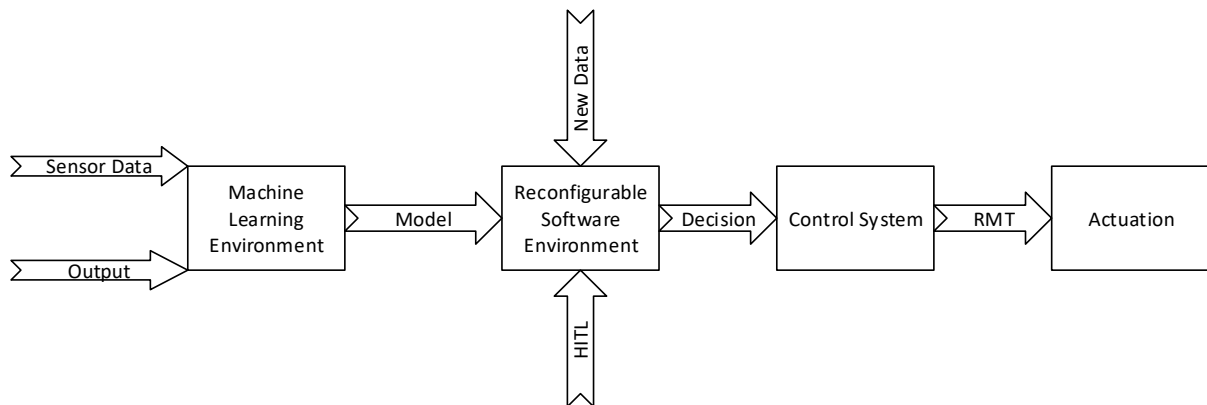 New Data
Sensor Data
Output
Machine
Learning
Environment
Model
Reconfigurable
Software
Environment
Decision
Control System
RMT
Actuation
HITL